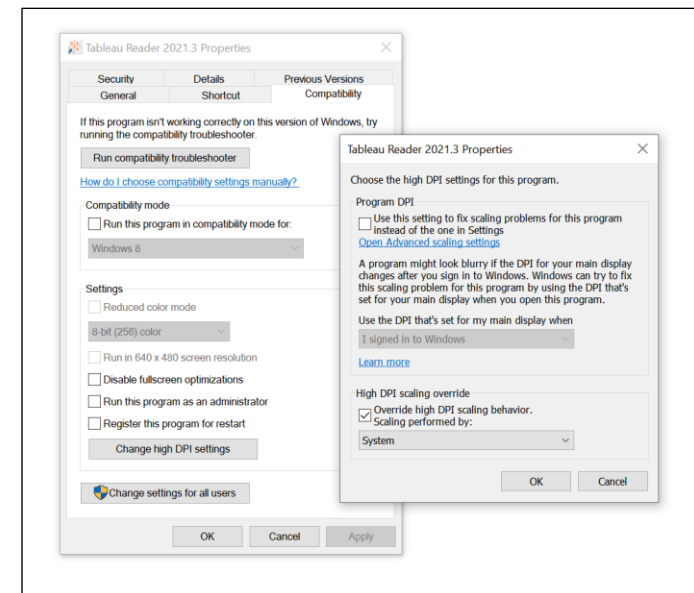 Tableau Reader 2021.3 Properties
Security Details Previous Versions
General Shortcut Compatibility
If this program isn't working correctly on this version of Windows, try
running the compatibility troubleshooter.
Run compatibility troubleshooter
How do I choose compatibility settings manually?
Compatibility mode
Run this program in compatibility mode for:
Windows 8
Settings
Reduced color mode
8-bit (256) color
Run in 640 x 480 screen resolution
Disable fullscreen optimizations
Run this program as an administrator
Register this program for restart
Change high DPI settings
Change settings for all users
OK Cancel Apply
Tableau Reader 2021.3 Properties
Choose the high DPI settings for this program.
Program DPI
Use this setting to fix scaling problems for this program
instead of the one in Settings
Open Advanced scaling settings
A program might look blurry if the DPI for your main display
changes after you sign in to Windows. Windows can try to fix
this scaling problem for this program by using the DPI that's
set for your main display when you open this program.
Use the DPI that's set for my main display when
I signed in to Windows
Learn more
High DPI scaling override
Override high DPI scaling behavior.
Scaling performed by:
System
OK Cancel